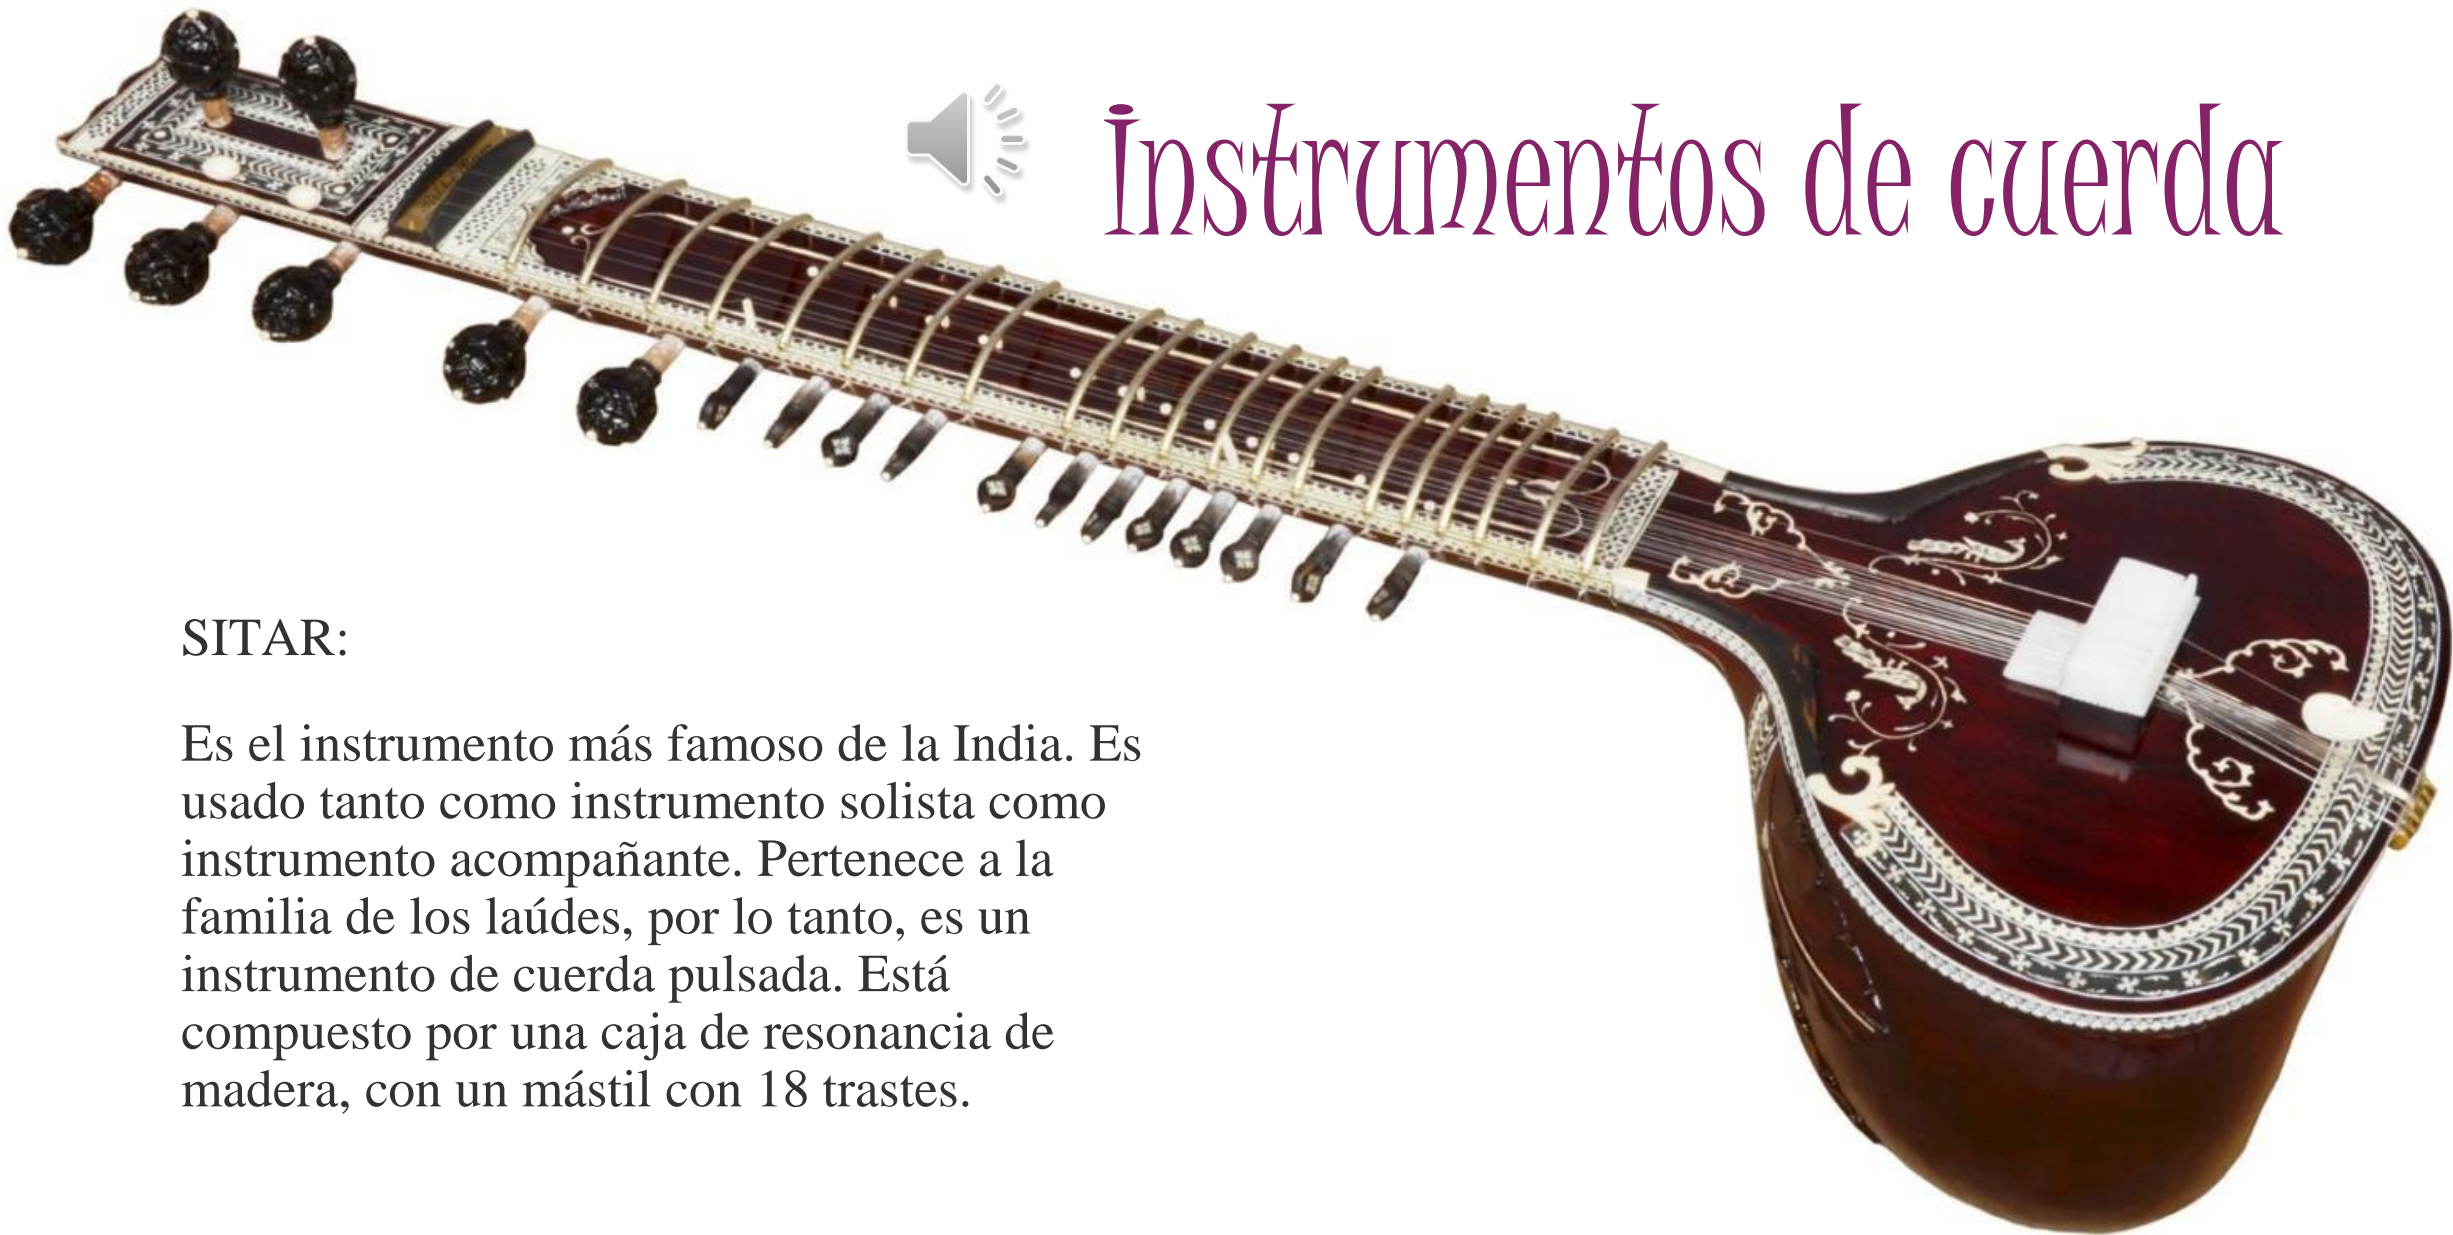 Instrumentos de cuerda
SITAR:
Es el instrumento más famoso de la India. Es
usado tanto como instrumento solista como
instrumento acompañante. Pertenece a la
familia de los laúdes, por lo tanto, es un
instrumento de cuerda pulsada. Está
compuesto por una caja de resonancia de
madera, con un mástil con 18 trastes.